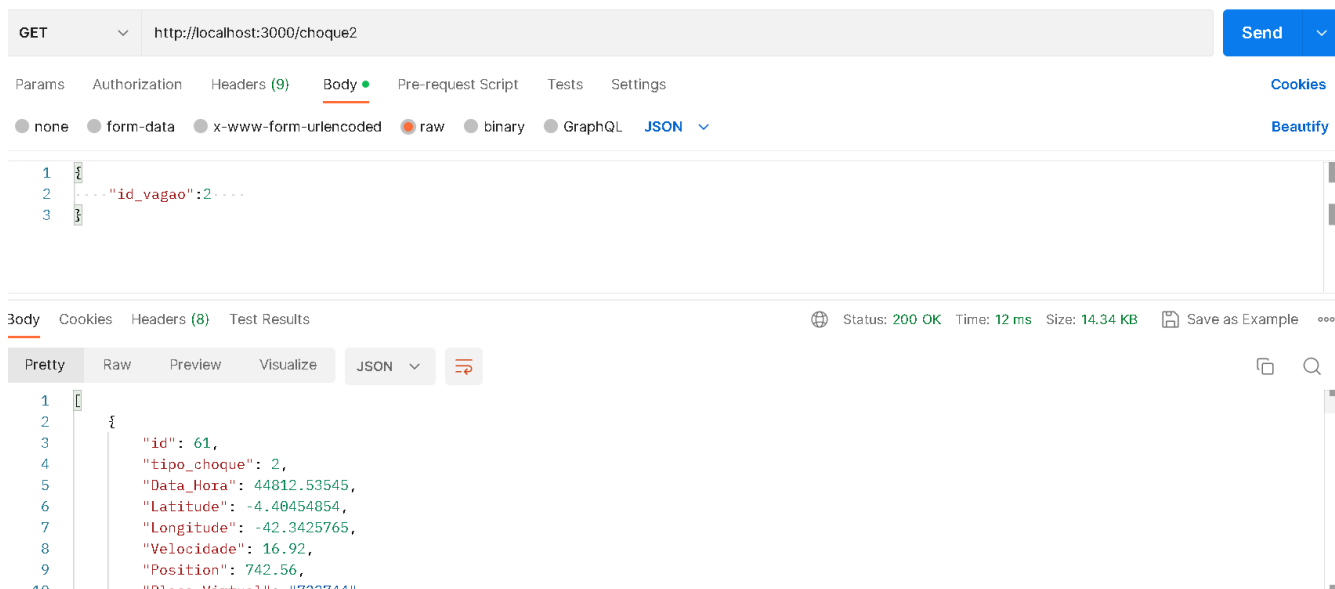 GET http://localhost:3000/choque2 Send
Params Authorization Headers (9) Body Pre-request Script Tests Settings Cookies
none form-data x-www-form-urlencoded raw binary GraphQL JSON Beautify
1 {
2 "id_vagao":2
3 }
Body Cookies Headers (8) Test Results Status: 200 OK Time: 12 ms Size: 14.34 KB Save as Example
Pretty Raw Preview Visualize JSON
1 [
2 {
3 "id": 61,
4 "tipo_choque": 2,
5 "Data_Hora": 44812.53545,
6 "Latitude": -4.40454854,
7 "Longitude": -42.3425765,
8 "Velocidade": 16.92,
9 "Position": 742.56,
10